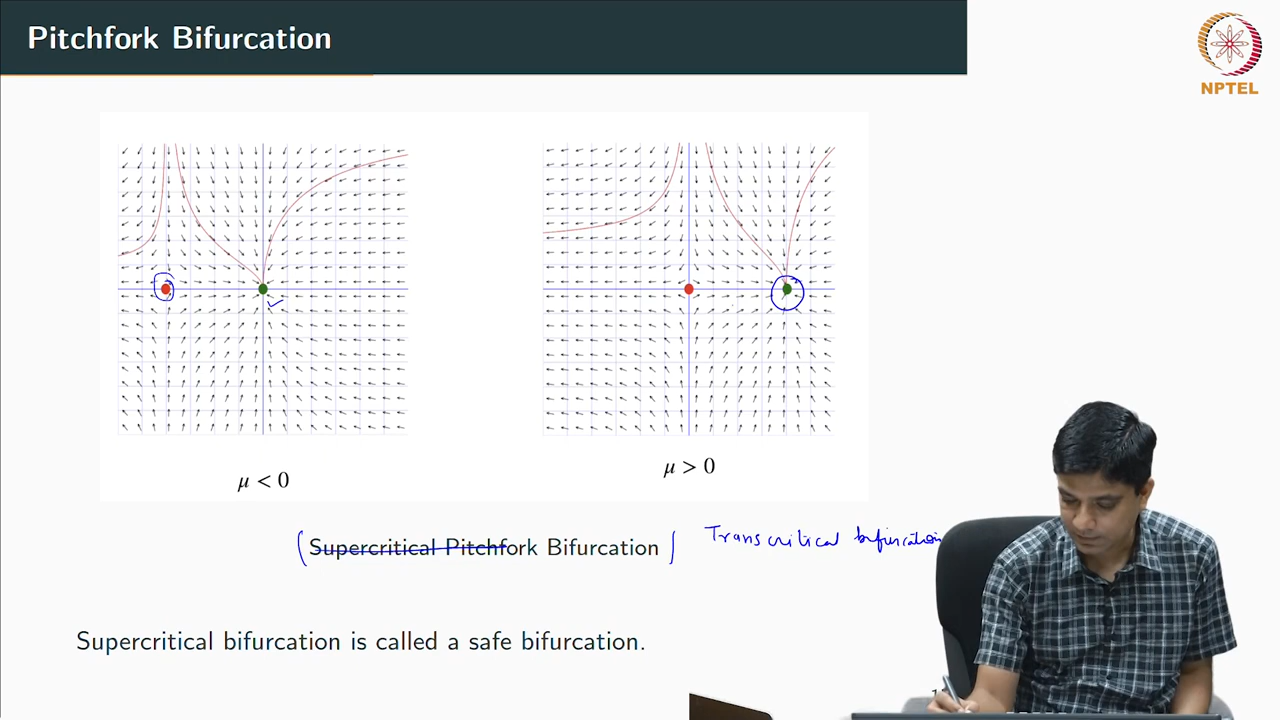 Pitchfork Bifurcation
NPTEL
μ < 0
μ > 0
(Supercritical Pitchfork Bifurcation) Transcritical bifurcation
Supercritical bifurcation is called a safe bifurcation.